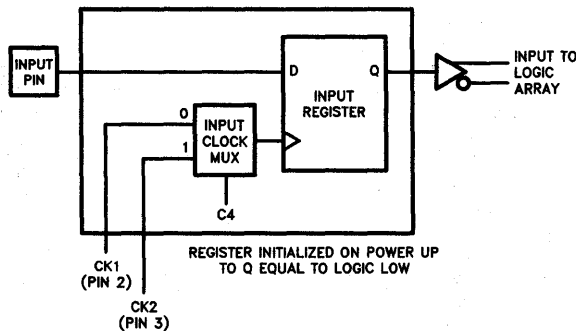 INPUT
PIN
D
Q
INPUT
REGISTER
INPUT TO
LOGIC
ARRAY
0
1
INPUT
CLOCK
MUX
C4
REGISTER INITIALIZED ON POWER UP
TO Q EQUAL TO LOGIC LOW
CK1
(PIN 2)
CK2
(PIN 3)